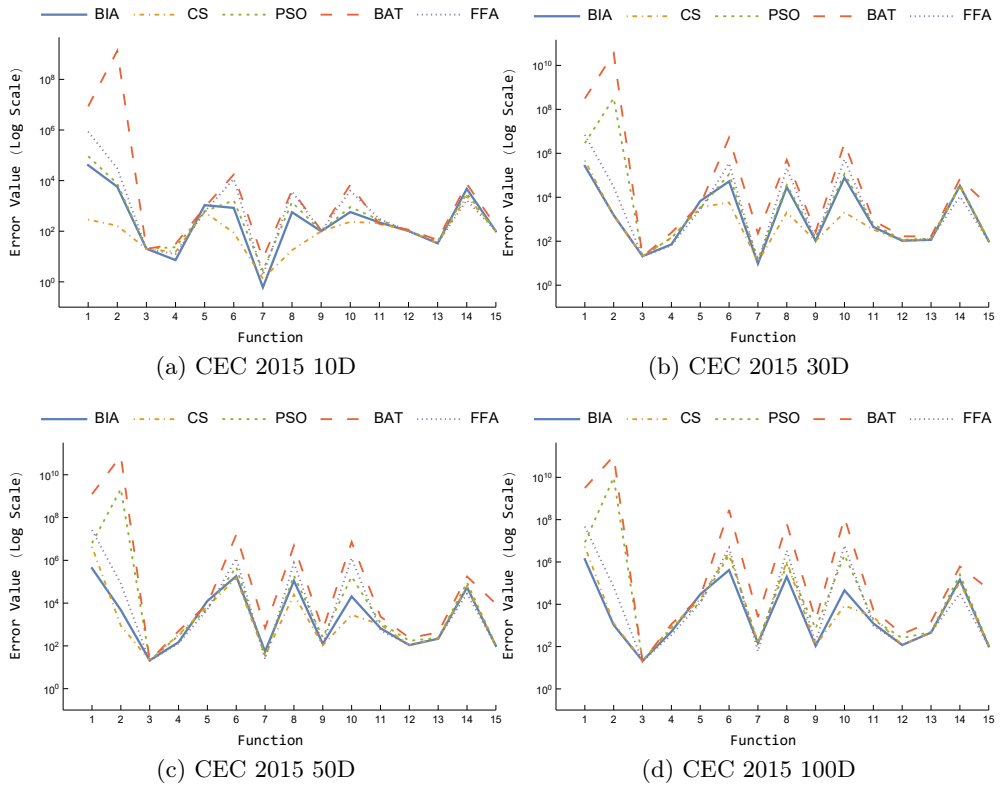 BIA CS PSO BAT FFA
10^8
10^6
10^4
10^2
10^0
Error Value (Log Scale)
1 2 3 4 5 6 7 8 9 10 11 12 13 14 15
Function
(a) CEC 2015 10D
BIA CS PSO BAT FFA
10^10
10^8
10^6
10^4
10^2
10^0
Error Value (Log Scale)
1 2 3 4 5 6 7 8 9 10 11 12 13 14 15
Function
(b) CEC 2015 30D
BIA CS PSO BAT FFA
10^10
10^8
10^6
10^4
10^2
10^0
Error Value (Log Scale)
1 2 3 4 5 6 7 8 9 10 11 12 13 14 15
Function
(c) CEC 2015 50D
BIA CS PSO BAT FFA
10^10
10^8
10^6
10^4
10^2
10^0
Error Value (Log Scale)
1 2 3 4 5 6 7 8 9 10 11 12 13 14 15
Function
(d) CEC 2015 100D